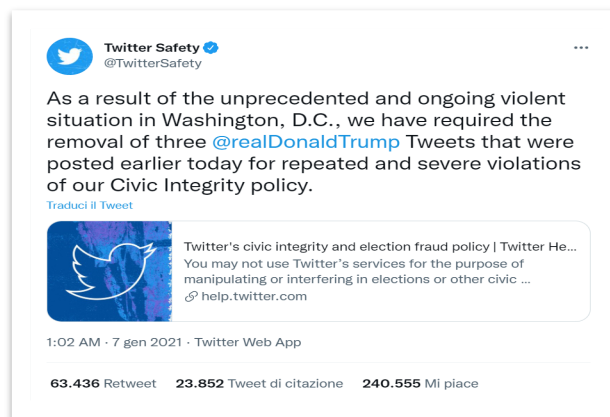 Twitter Safety
@TwitterSafety
As a result of the unprecedented and ongoing violent
situation in Washington, D.C., we have required the
removal of three @realDonaldTrump Tweets that were
posted earlier today for repeated and severe violations
of our Civic Integrity policy.
Traduci il Tweet
Twitter's civic integrity and election fraud policy | Twitter He...
You may not use Twitter's services for the purpose of
manipulating or interfering in elections or other civic ...
help.twitter.com
1:02 AM · 7 gen 2021 · Twitter Web App
63.436 Retweet 23.852 Tweet di citazione 240.555 Mi piace